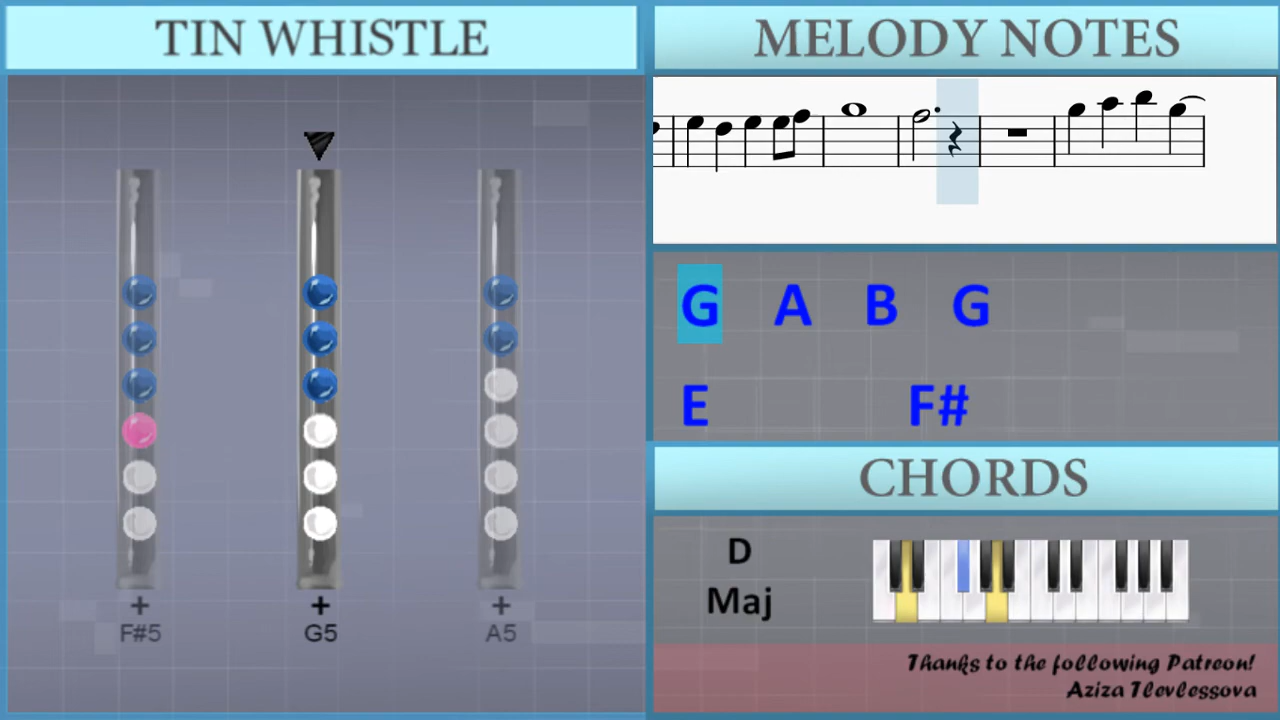 TIN WHISTLE
+ + +
F#5 G5 A5
MELODY NOTES
G A B G
E F#
CHORDS
D
Maj
Thanks to the following Patreon!
Aziza Tlevlessova